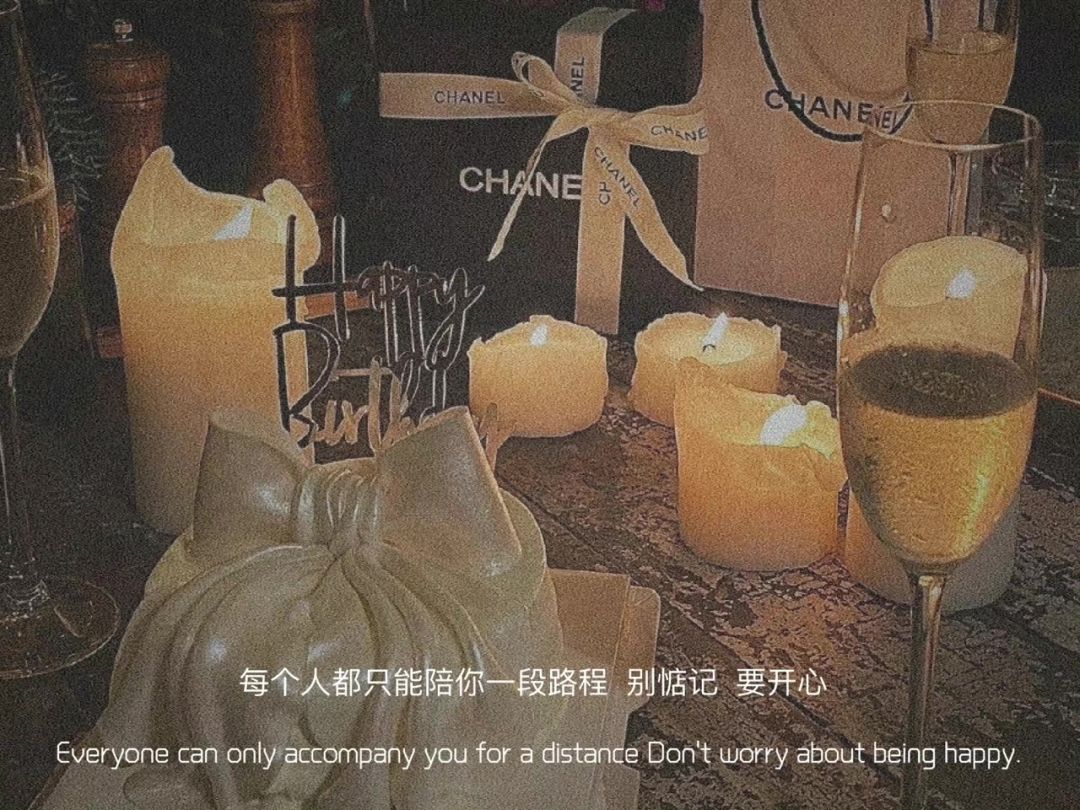 CHANEL
CHANEL
CHANEL
CHANEL
CHANEL
CHANE
Happy
Birthday
每个人都只能陪你一段路程 别惦记 要开心
Everyone can only accompany you for a distance Don't worry about being happy.